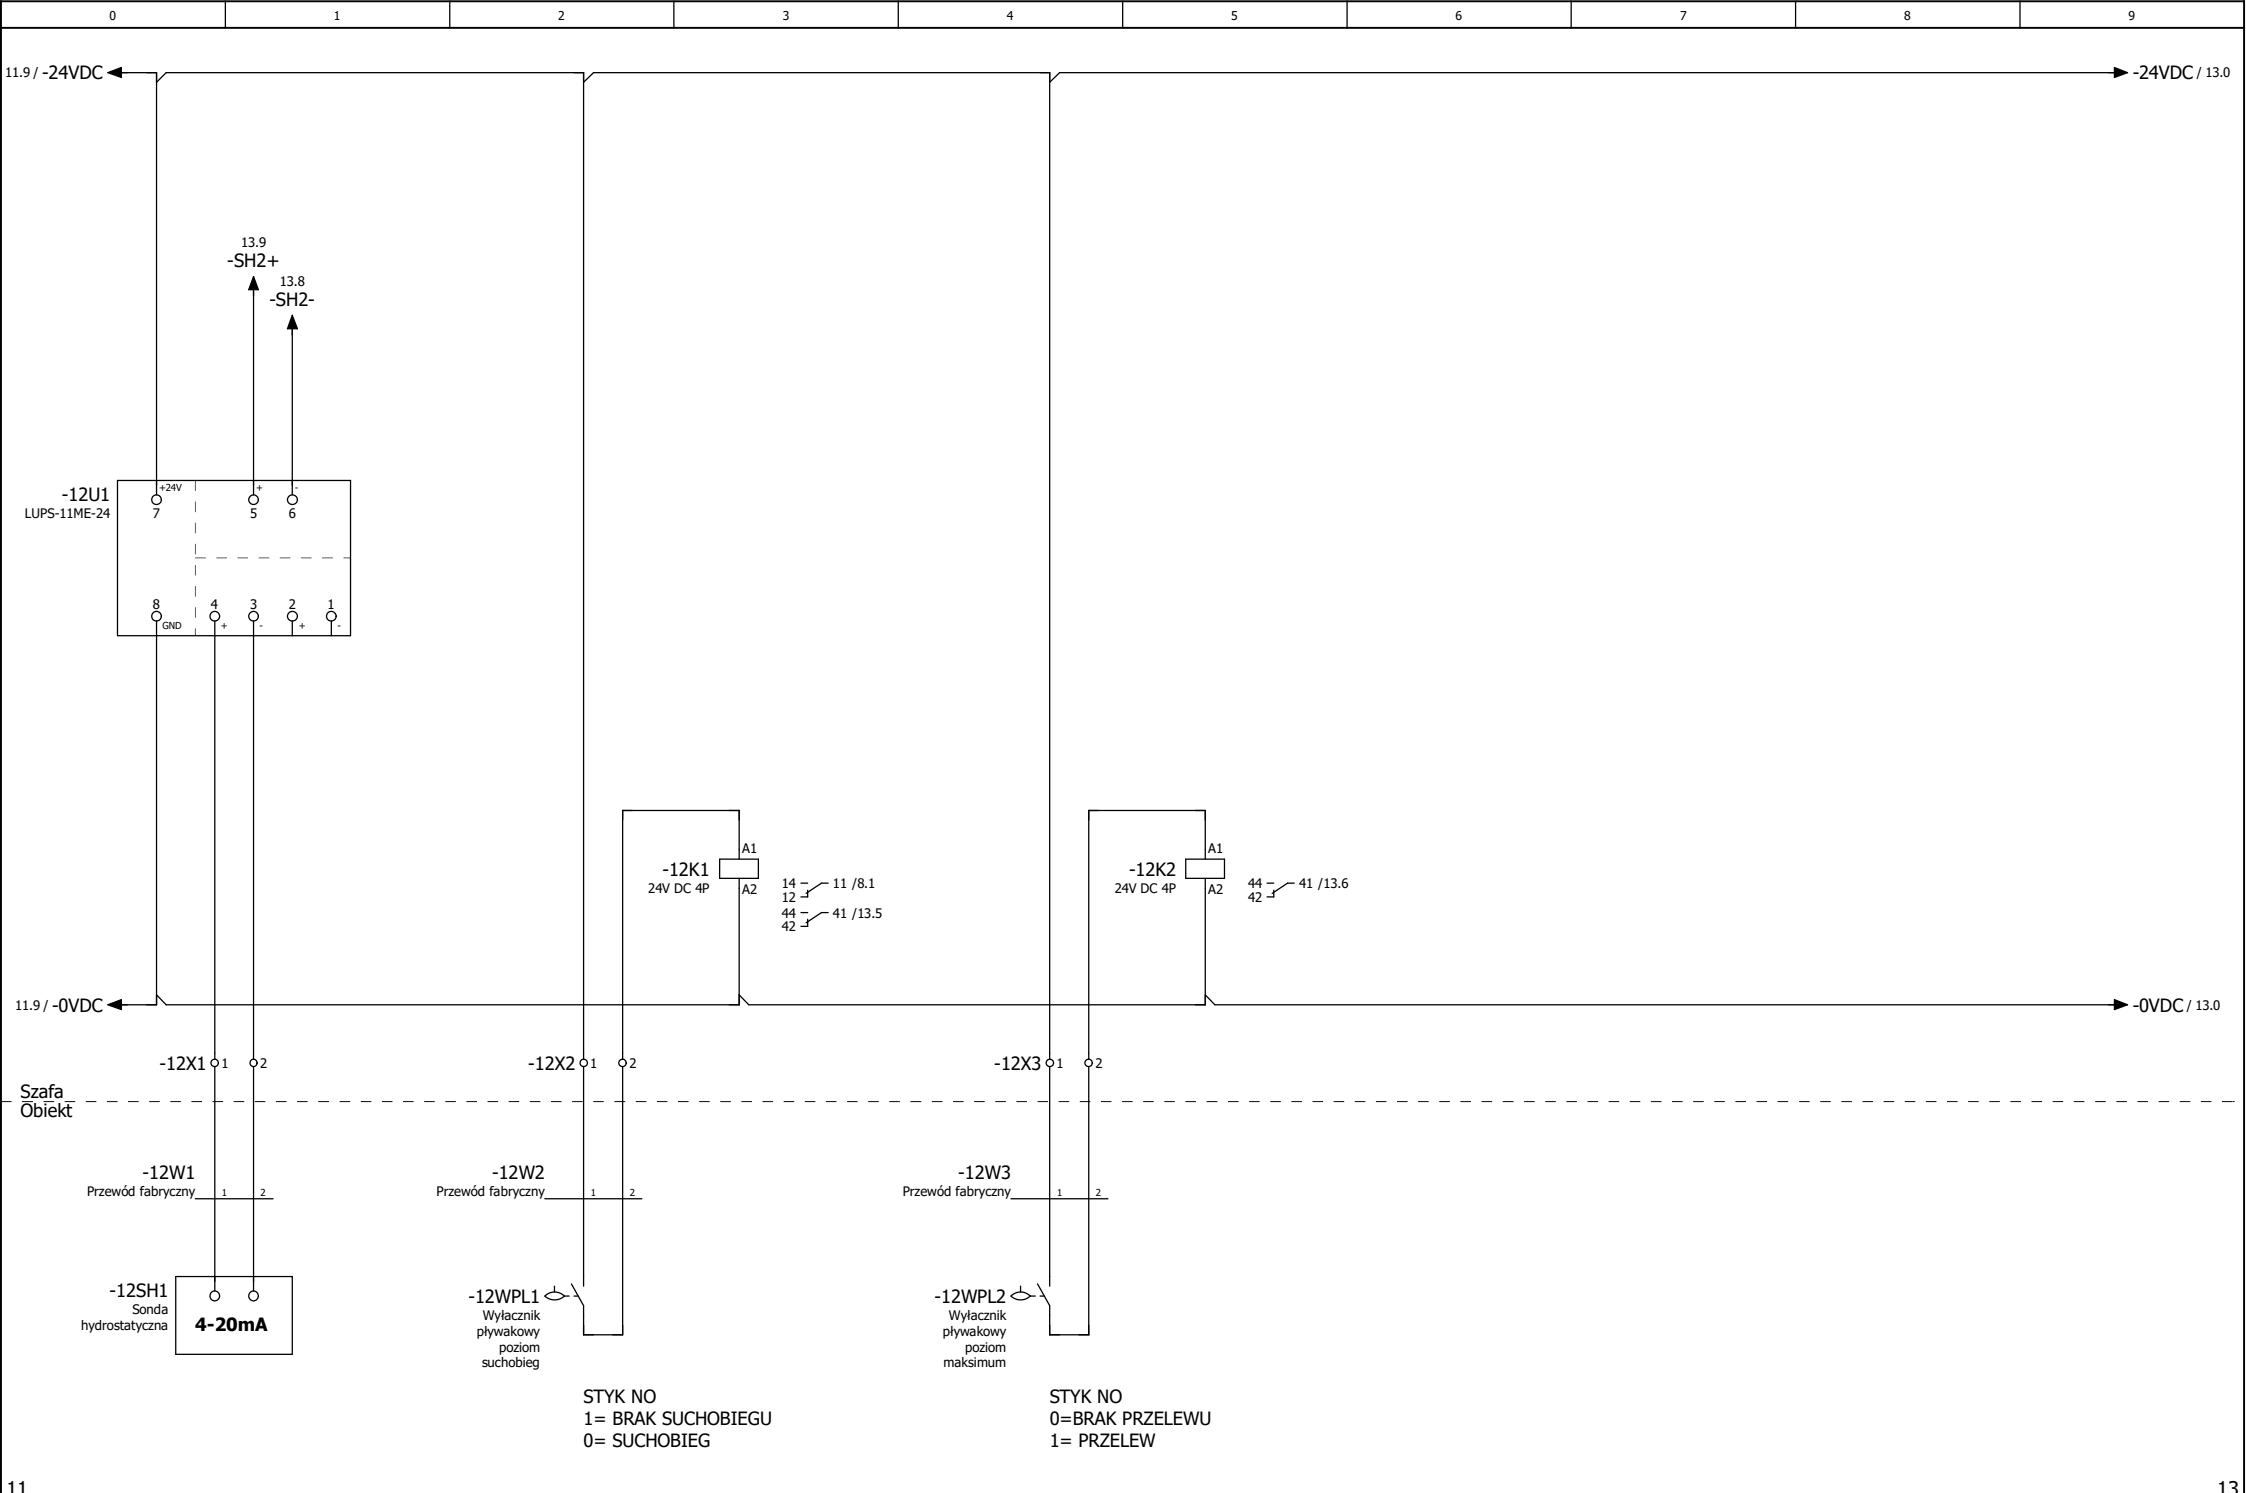 0 1 2 3 4 5 6 7 8 9
11.9 / -24VDC
-24VDC / 13.0
13.9
-SH2+
13.8
-SH2-
-12U1
LUPS-11ME-24
+24V + -
7 5 6
8 4 3 2 1
GND + - + -
-12K1
24V DC 4P
A1
A2
14 11 /8.1
12
44 41 /13.5
42
-12K2
24V DC 4P
A1
A2
44 41 /13.6
42
11.9 / -0VDC
-0VDC / 13.0
-12X1 1 2
-12X2 1 2
-12X3 1 2
Szafa
Obiekt
-12W1
Przewód fabryczny 1 2
-12W2
Przewód fabryczny 1 2
-12W3
Przewód fabryczny 1 2
-12SH1
Sonda
hydrostatyczna
4-20mA
-12WPL1
Wyłacznik
pływakowy
poziom
suchobieg
-12WPL2
Wyłacznik
pływakowy
poziom
maksimum
STYK NO
1= BRAK SUCHOBIEGU
0= SUCHOBIEG
STYK NO
0=BRAK PRZELEWU
1= PRZELEW
11
13